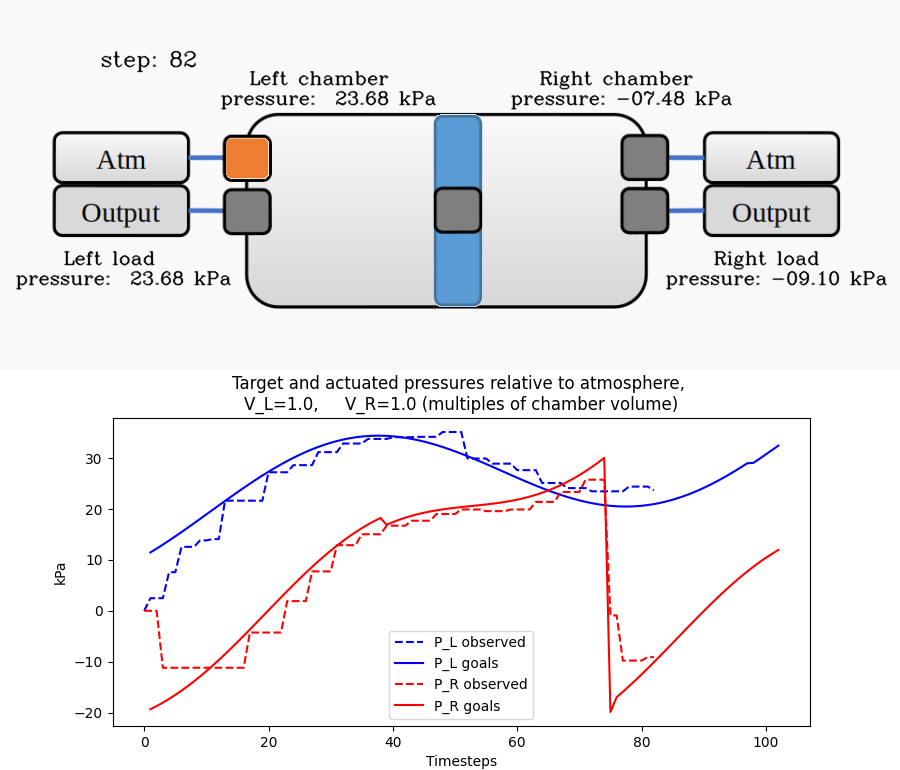 step: 82
Left chamber
pressure:  23.68 kPa
Right chamber
pressure: −07.48 kPa
Atm
Output
Atm
Output
Left load
pressure:  23.68 kPa
Right load
pressure: −09.10 kPa
Target and actuated pressures relative to atmosphere,
V_L=1.0,     V_R=1.0 (multiples of chamber volume)
kPa
30
20
10
0
−10
−20
P_L observed
P_L goals
P_R observed
P_R goals
0 20 40 60 80 100
Timesteps